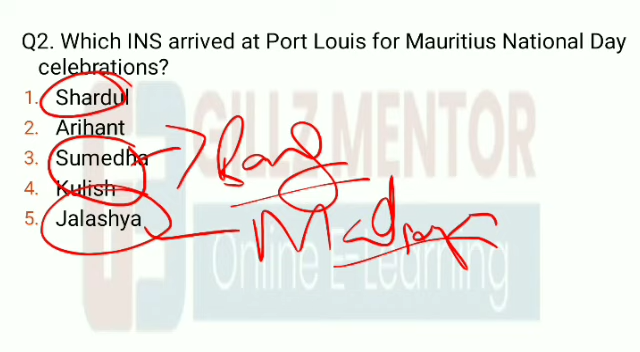 Q2. Which INS arrived at Port Louis for Mauritius National Day
celebrations?
1. Shardul
2. Arihant
3. Sumedha
4. Kulish
5. Jalashya
GILLZ MENTOR
Online E-Learning